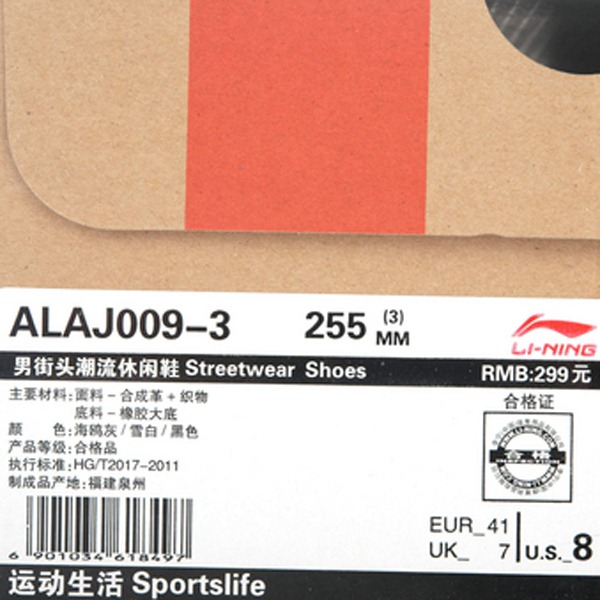 ALAJ009-3 255 (3) MM LI-NING
男街头潮流休闲鞋 Streetwear Shoes RMB:299元
主要材料: 面料-合成革+织物
底料-橡胶大底
颜 色: 海鸥灰/雪白/黑色
产品等级: 合格品
执行标准: HG/T2017-2011
制成品产地: 福建泉州
合格证
合格
6 901034 618497
EUR_41
UK_ 7 U.S._8
运动生活 Sportslife